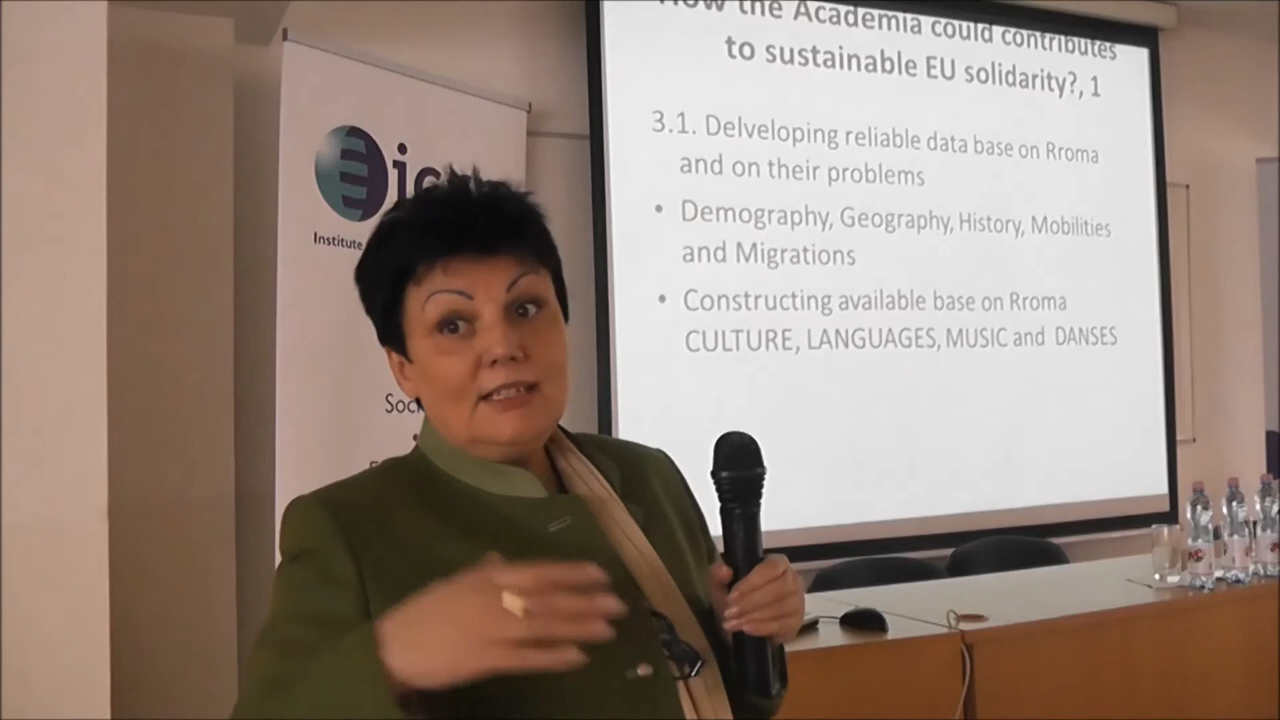 Institute
Soci
How the Academia could contributes
to sustainable EU solidarity?, 1
3.1. Delveloping reliable data base on Rroma
and on their problems
• Demography, Geography, History, Mobilities
and Migrations
• Constructing available base on Rroma
CULTURE, LANGUAGES, MUSIC and DANSES